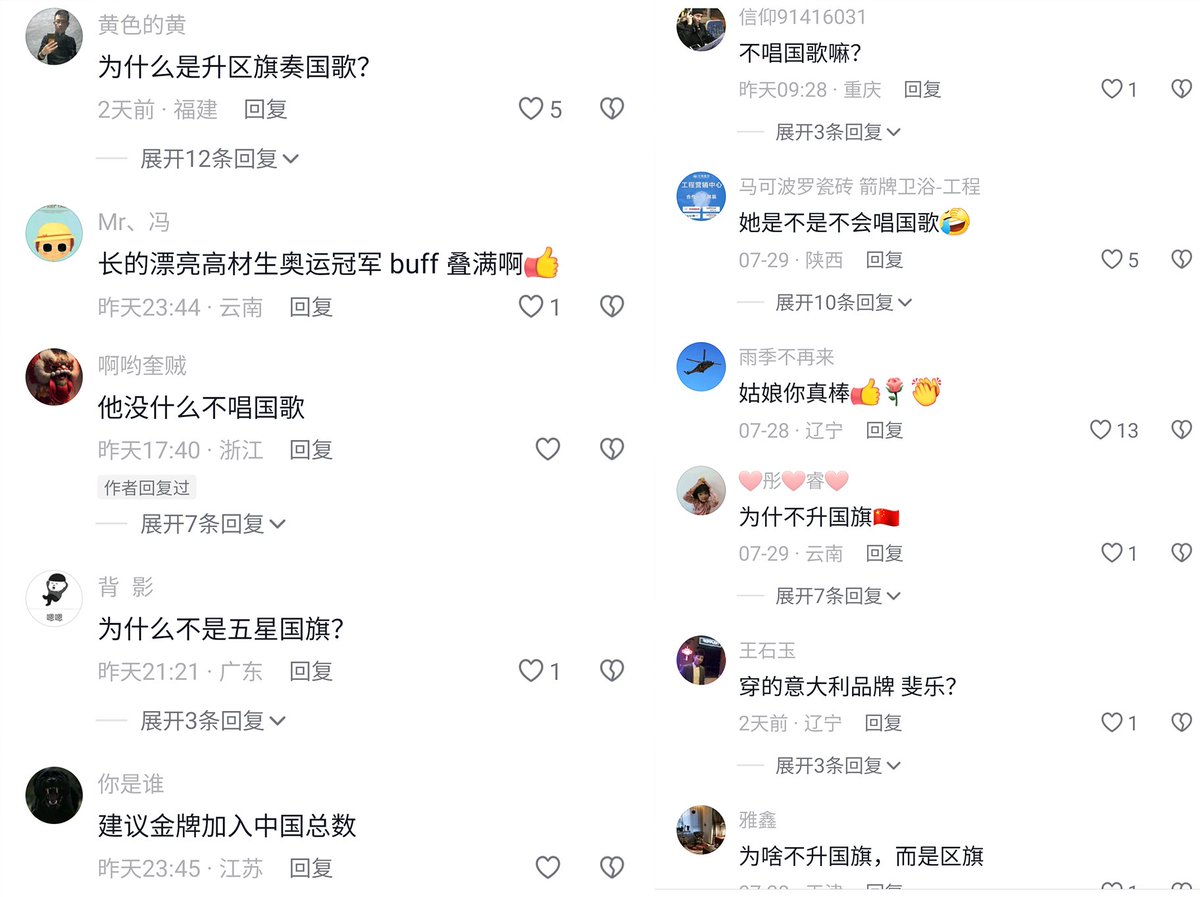 黄色的黄
为什么是升区旗奏国歌?
2天前 · 福建 回复
5
展开12条回复
Mr、冯
长的漂亮高材生奥运冠军 buff 叠满啊👍
昨天23:44 · 云南 回复
1
啊哟奎贼
他没什么不唱国歌
昨天17:40 · 浙江 回复
作者回复过
展开7条回复
嗯嗯
背 影
为什么不是五星国旗?
昨天21:21 · 广东 回复
1
展开3条回复
你是谁
建议金牌加入中国总数
昨天23:45 · 江苏 回复
信仰91416031
不唱国歌嘛?
昨天09:28 · 重庆 回复
1
展开3条回复
工程营销中心
马可波罗瓷砖 箭牌卫浴-工程
她是不是不会唱国歌🤣
07-29 · 陕西 回复
5
展开10条回复
雨季不再来
姑娘你真棒👍🌹👏
07-28 · 辽宁 回复
13
❤️彤❤️睿❤️
为什不升国旗🇨🇳
07-29 · 云南 回复
1
展开7条回复
王石玉
穿的意大利品牌 斐乐?
2天前 · 辽宁 回复
1
展开3条回复
雅鑫
为啥不升国旗，而是区旗